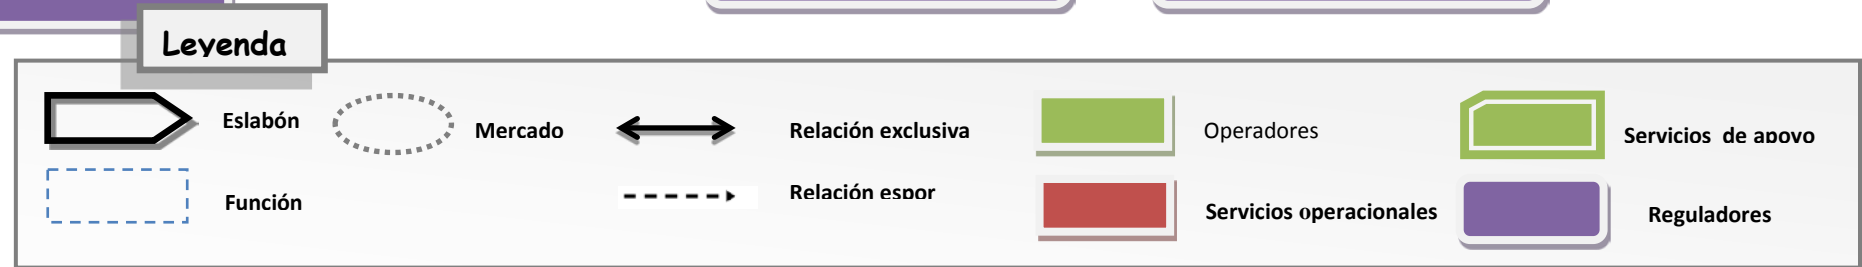 Leyenda
Eslabón
Mercado
Relación exclusiva
Operadores
Servicios de apoyo
Función
Relación espor
Servicios operacionales
Reguladores